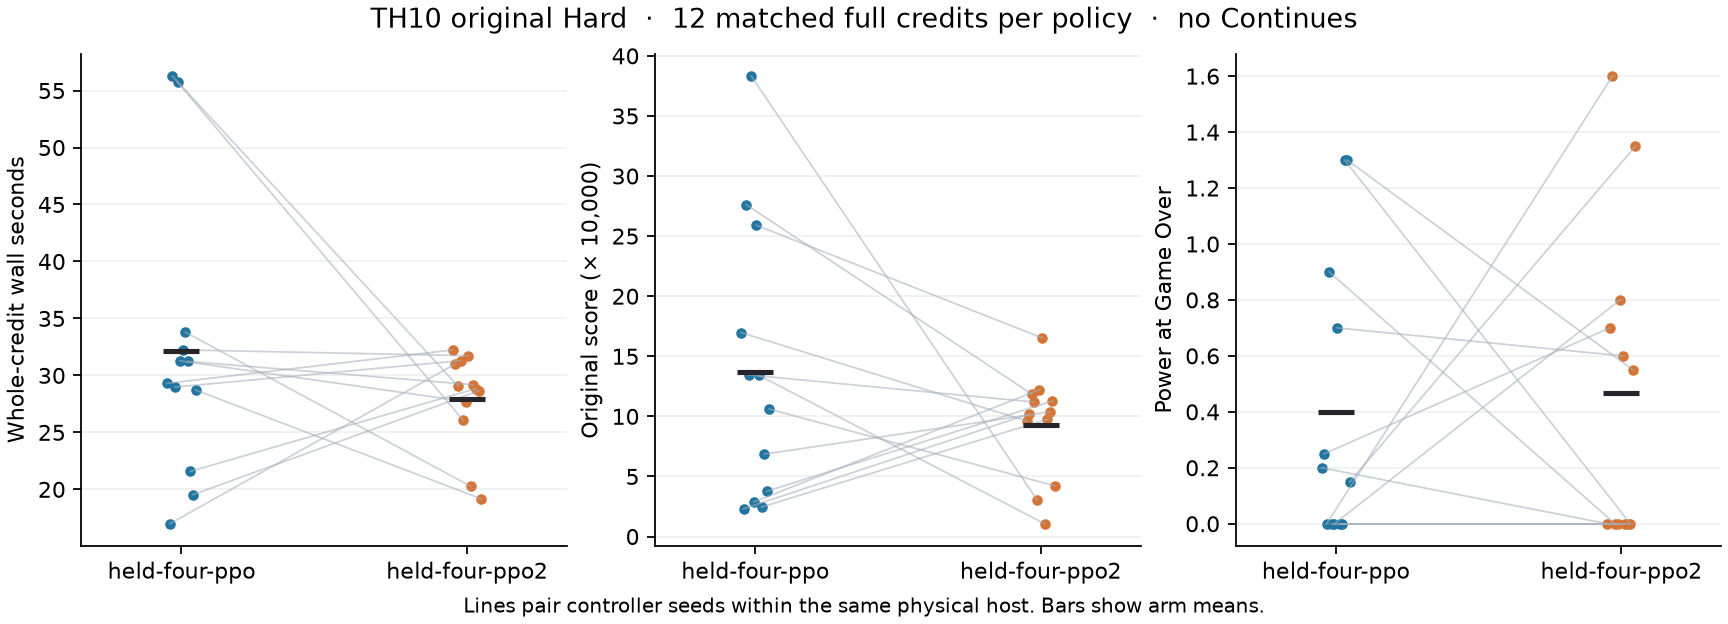 TH10 original Hard · 12 matched full credits per policy · no Continues
Whole-credit wall seconds
55
50
45
40
35
30
25
20
held-four-ppo
held-four-ppo2
Original score (× 10,000)
40
35
30
25
20
15
10
5
0
held-four-ppo
held-four-ppo2
Power at Game Over
1.6
1.4
1.2
1.0
0.8
0.6
0.4
0.2
0.0
held-four-ppo
held-four-ppo2
Lines pair controller seeds within the same physical host. Bars show arm means.